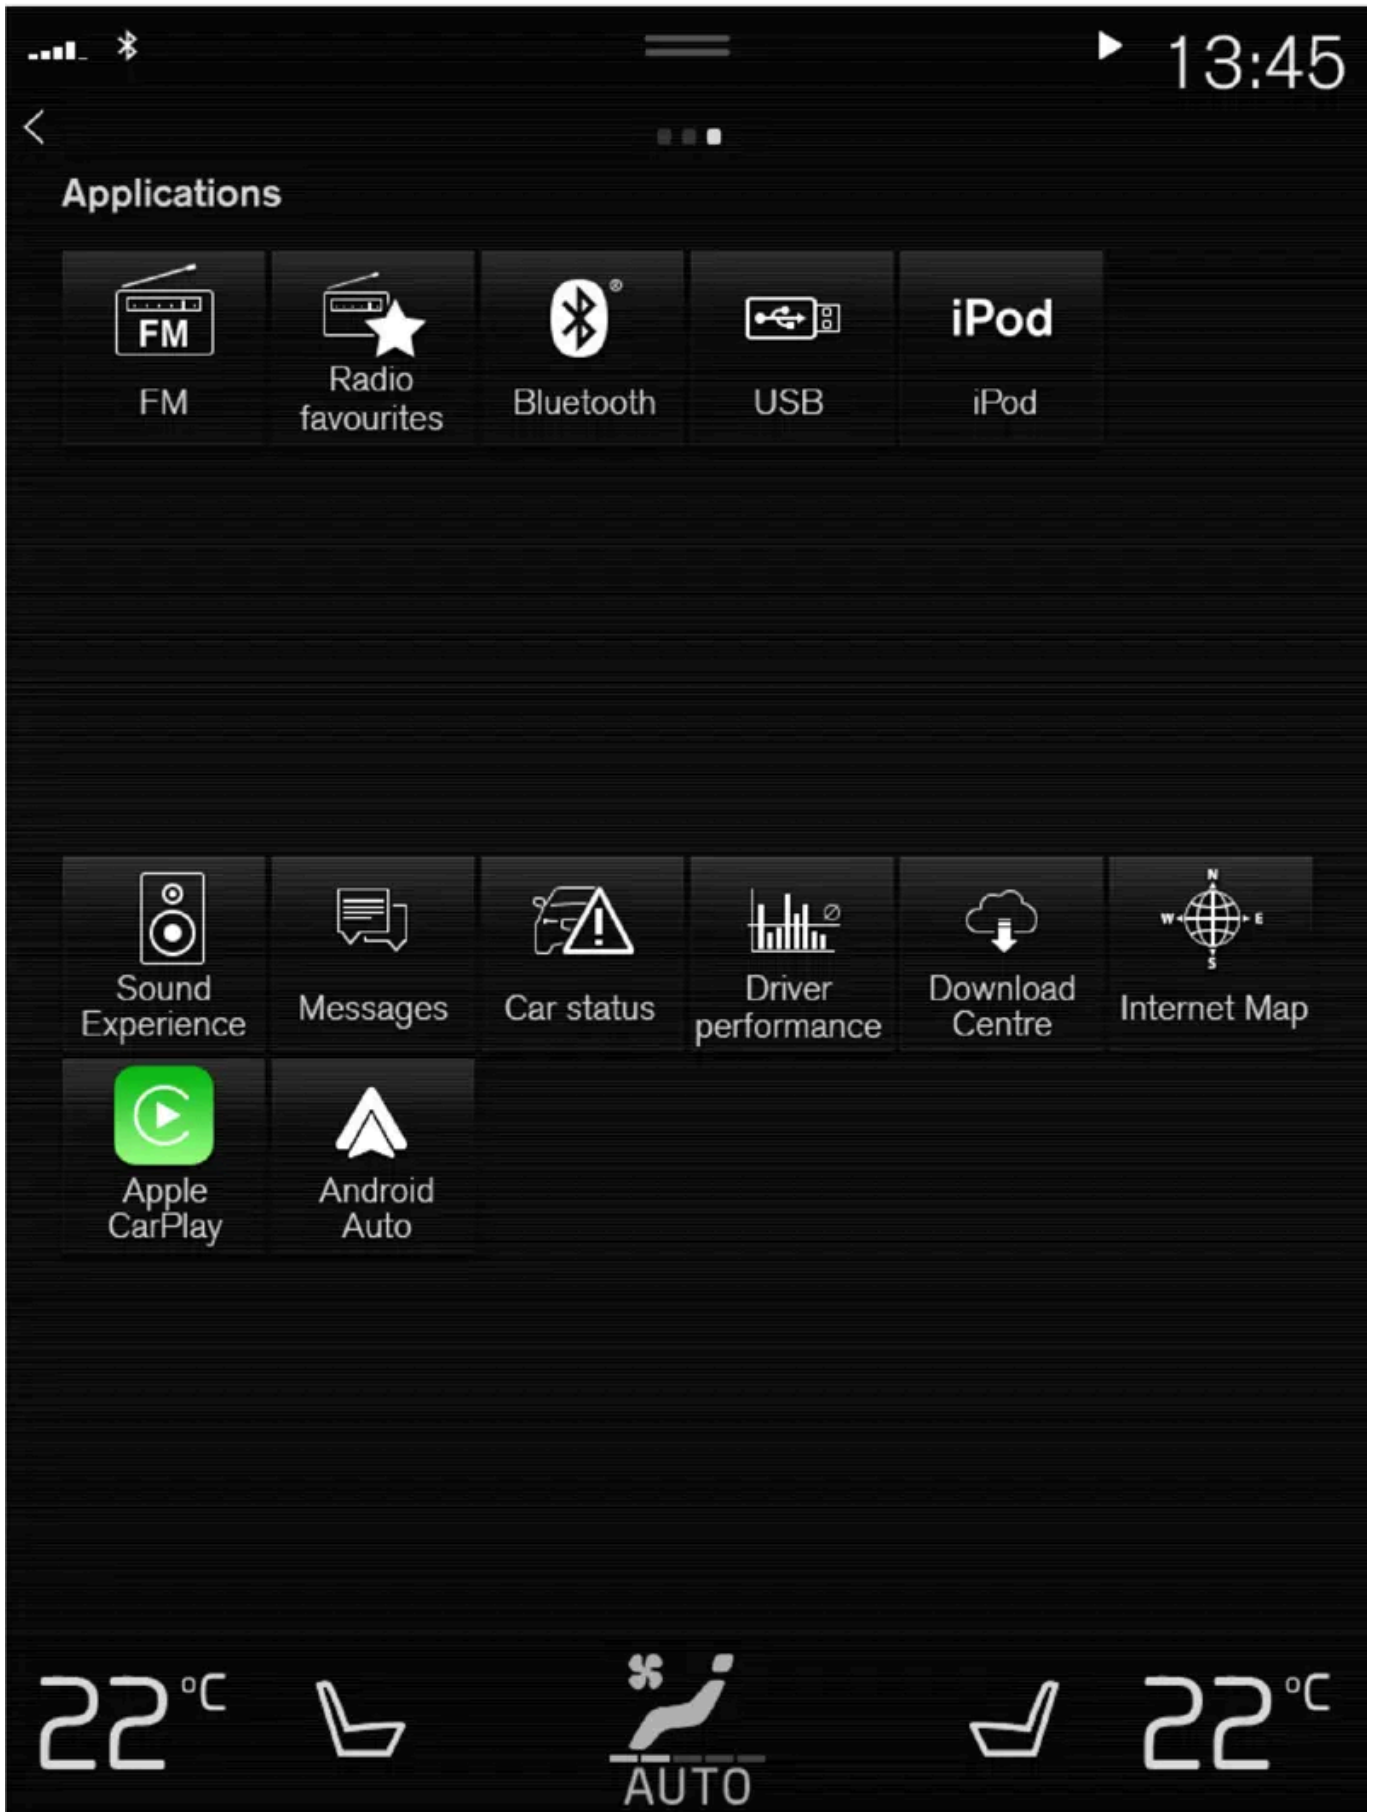 13:45
Applications
FM
iPod
FM
Radio
favourites
Bluetooth
®
USB
iPod
N
W
E
S
Sound
Experience
Messages
Car status
Driver
performance
Download
Centre
Internet Map
Apple
CarPlay
Android
Auto
22°C
22°C
AUTO